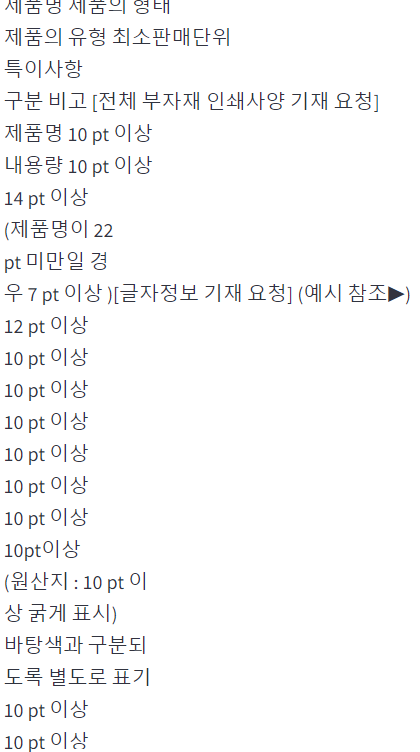 제품명 제품의 형태
제품의 유형 최소판매단위
특이사항
구분 비고 [전체 부자재 인쇄사양 기재 요청]
제품명 10 pt 이상
내용량 10 pt 이상
14 pt 이상
(제품명이 22
pt 미만일 경
우 7 pt 이상 )[글자정보 기재 요청] (예시 참조▶)
12 pt 이상
10 pt 이상
10 pt 이상
10 pt 이상
10 pt 이상
10 pt 이상
10 pt 이상
10pt이상
(원산지 : 10 pt 이
상 굵게 표시)
바탕색과 구분되
도록 별도로 표기
10 pt 이상
10 pt 이상